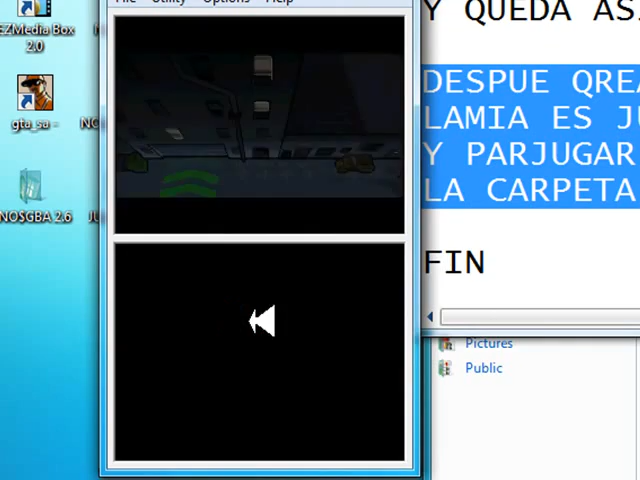 File Utility Options Help
Y QUEDA ASI
EZMedia Box
2.0
DESPUE QREA
LAMIA ES JU
Y PARJUGAR
LA CARPETA
gta_sa -
NO$GBA 2.6
FIN
Pictures
Public